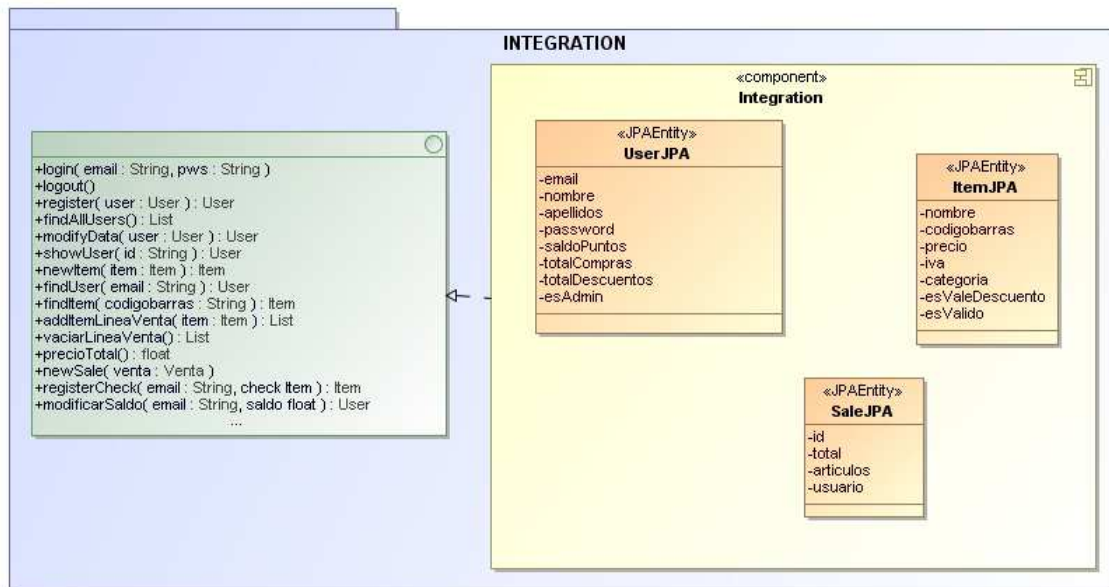 INTEGRATION
+login( email : String, pws : String )
+logout()
+register( user : User ) : User
+findAllUsers() : List
+modifyData( user : User ) : User
+showUser( id : String ) : User
+newItem( item : Item ) : Item
+findUser( email : String ) : User
+findItem( codigobarras : String ) : Item
+addItemLineaVenta( item : Item ) : List
+vaciarLineaVenta() : List
+precioTotal() : float
+newSale( venta : Venta )
+registerCheck( email : String, check Item ) : Item
+modificarSaldo( email : String, saldo float ) : User
...
«component»
Integration
«JPAEntity»
UserJPA
-email
-nombre
-apellidos
-password
-saldoPuntos
-totalCompras
-totalDescuentos
-esAdmin
«JPAEntity»
ItemJPA
-nombre
-codigobarras
-precio
-iva
-categoria
-esValeDescuento
-esValido
«JPAEntity»
SaleJPA
-id
-total
-articulos
-usuario